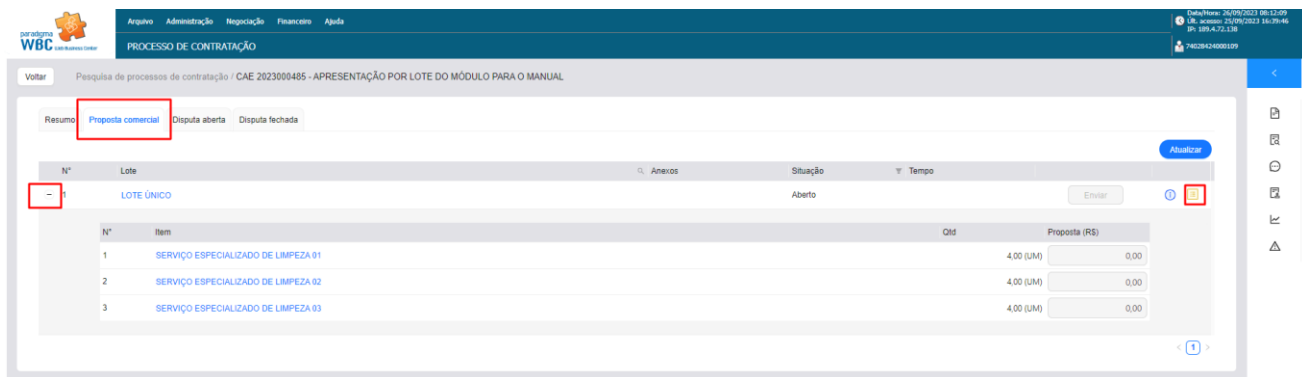 Data/Hora: 26/09/2023 08:12:09
Arquivo Administração Negociação Financeiro Ajuda
Últ. acesso: 25/09/2023 16:39:46
IP: 189.4.72.138
paradigma
WBC
PROCESSO DE CONTRATAÇÃO
74028424000109
Voltar
Pesquisa de processos de contratação / CAE 2023000485 - APRESENTAÇÃO POR LOTE DO MÓDULO PARA O MANUAL
<
Resumo Proposta comercial Disputa aberta Disputa fechada
Atualizar
N° Lote Anexos Situação Tempo
- 1 LOTE ÚNICO Aberto Enviar
N° Item Qtd Proposta (R$)
1 SERVIÇO ESPECIALIZADO DE LIMPEZA 01 4,00 (UM) 0,00
2 SERVIÇO ESPECIALIZADO DE LIMPEZA 02 4,00 (UM) 0,00
3 SERVIÇO ESPECIALIZADO DE LIMPEZA 03 4,00 (UM) 0,00
< 1 >